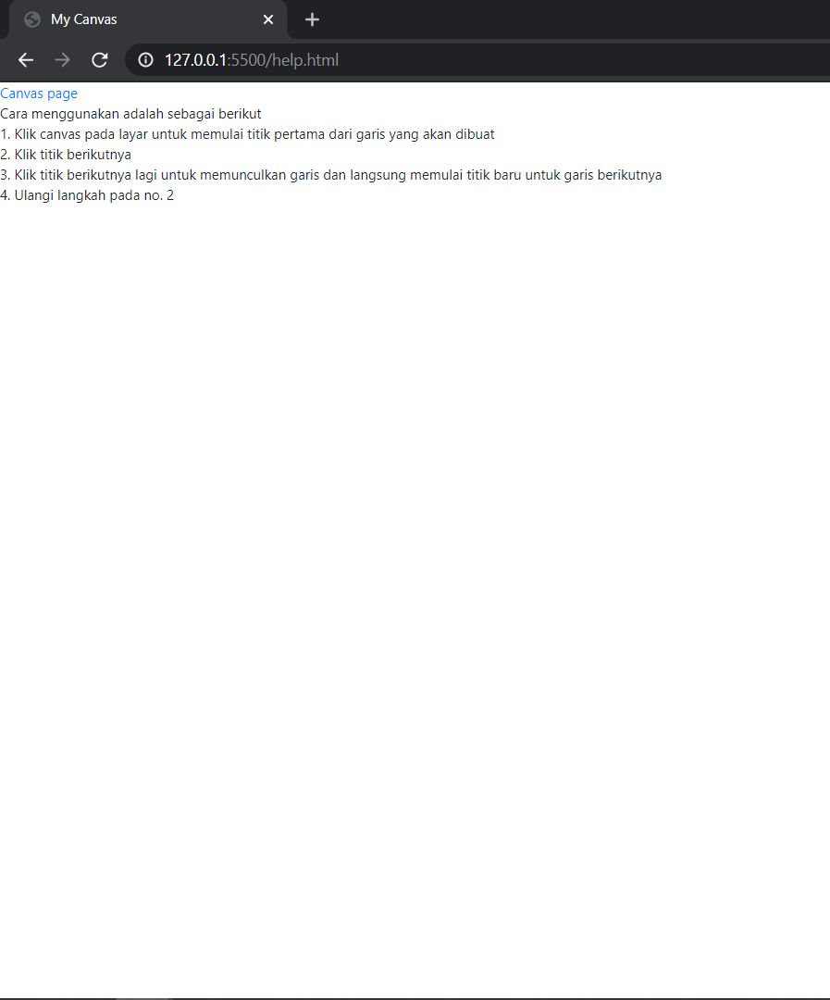 My Canvas
127.0.0.1:5500/help.html
Canvas page
Cara menggunakan adalah sebagai berikut
1. Klik canvas pada layar untuk memulai titik pertama dari garis yang akan dibuat
2. Klik titik berikutnya
3. Klik titik berikutnya lagi untuk memunculkan garis dan langsung memulai titik baru untuk garis berikutnya
4. Ulangi langkah pada no. 2